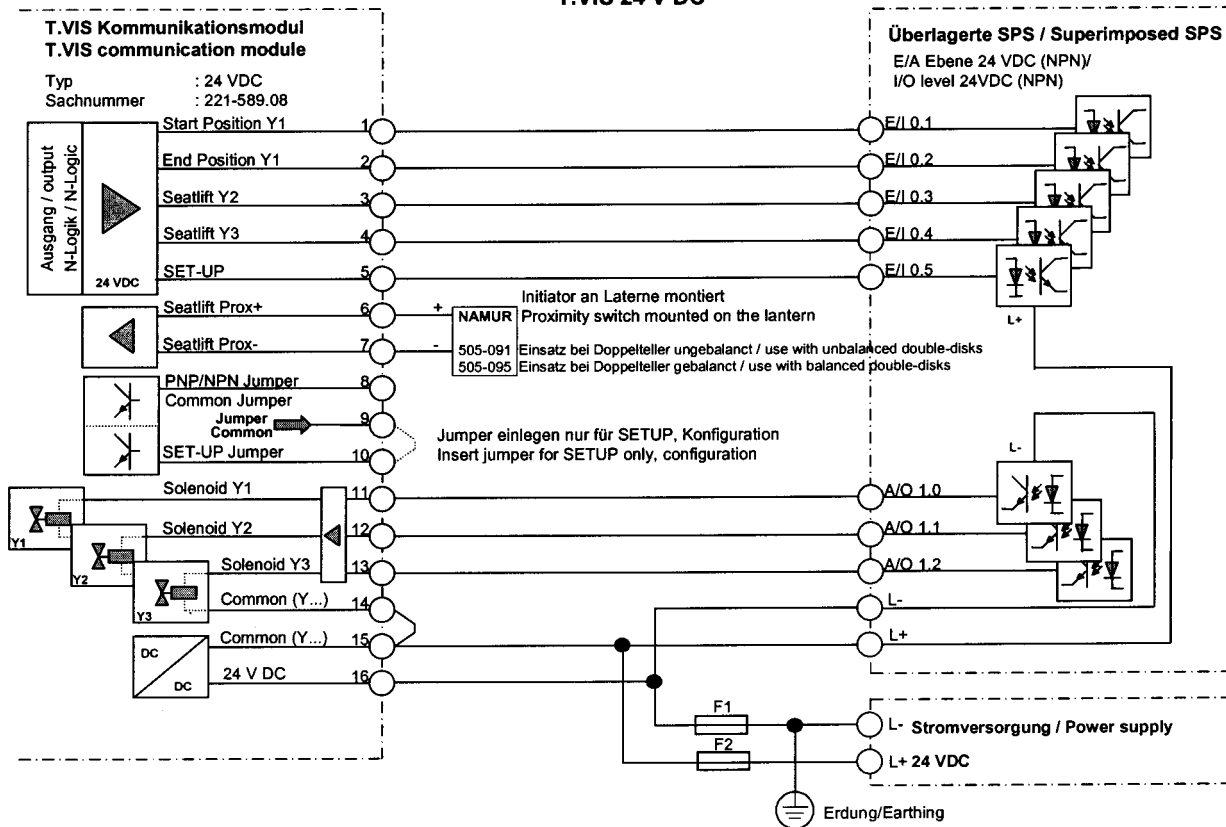 T.VIS 24 V DC
T.VIS Kommunikationsmodul
T.VIS communication module
Typ : 24 VDC
Sachnummer : 221-589.08
Überlagerte SPS / Superimposed SPS
E/A Ebene 24 VDC (NPN)/
I/O level 24VDC (NPN)
Ausgang / output
N-Logik / N-Logic
24 VDC
Start Position Y1 1 E/I 0.1
End Position Y1 2 E/I 0.2
Seatlift Y2 3 E/I 0.3
Seatlift Y3 4 E/I 0.4
SET-UP 5 E/I 0.5
L+
Seatlift Prox+ 6 +
Seatlift Prox- 7 -
NAMUR
Initiator an Laterne montiert
Proximity switch mounted on the lantern
505-091 Einsatz bei Doppelteller ungebalanct / use with unbalanced double-disks
505-095 Einsatz bei Doppelteller gebalanct / use with balanced double-disks
PNP/NPN Jumper 8
Common Jumper
Jumper
Common 9
SET-UP Jumper 10
Jumper einlegen nur für SETUP, Konfiguration
Insert jumper for SETUP only, configuration
L-
Solenoid Y1 11 A/O 1.0
Y1
Solenoid Y2 12 A/O 1.1
Y2
Solenoid Y3 13 A/O 1.2
Y3
Common (Y...) 14 L-
Common (Y...) 15 L+
DC
DC
24 V DC 16
F1
L- Stromversorgung / Power supply
F2
L+ 24 VDC
Erdung/Earthing